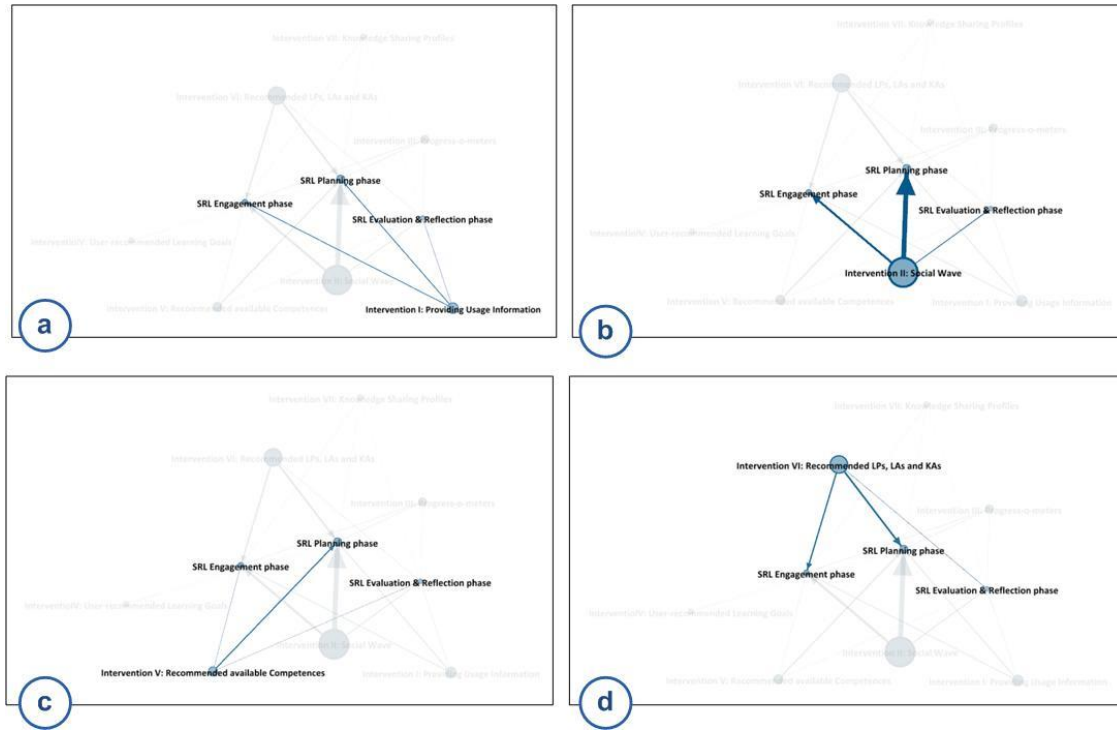 Intervention VII: Knowledge Sharing Profiles
Intervention VI: Recommended LPs, LAs and KAs
Intervention III: Progress-o-meters
SRL Planning phase
SRL Engagement phase
SRL Evaluation & Reflection phase
InterventioIV: User-recommended Learning Goals
Intervention II: Social Wave
Intervention V: Recommended available Competences
Intervention I: Providing Usage Information
a
Intervention VII: Knowledge Sharing Profiles
Intervention VI: Recommended LPs, LAs and KAs
Intervention III: Progress-o-meters
SRL Planning phase
SRL Engagement phase
SRL Evaluation & Reflection phase
InterventioIV: User-recommended Learning Goals
Intervention II: Social Wave
Intervention V: Recommended available Competences
Intervention I: Providing Usage Information
b
Intervention VII: Knowledge Sharing Profiles
Intervention VI: Recommended LPs, LAs and KAs
Intervention III: Progress-o-meters
SRL Planning phase
SRL Engagement phase
SRL Evaluation & Reflection phase
InterventioIV: User-recommended Learning Goals
Intervention II: Social Wave
Intervention V: Recommended available Competences
Intervention I: Providing Usage Information
c
Intervention VII: Knowledge Sharing Profiles
Intervention VI: Recommended LPs, LAs and KAs
Intervention III: Progress-o-meters
SRL Planning phase
SRL Engagement phase
SRL Evaluation & Reflection phase
InterventioIV: User-recommended Learning Goals
Intervention II: Social Wave
Intervention V: Recommended available Competences
Intervention I: Providing Usage Information
d